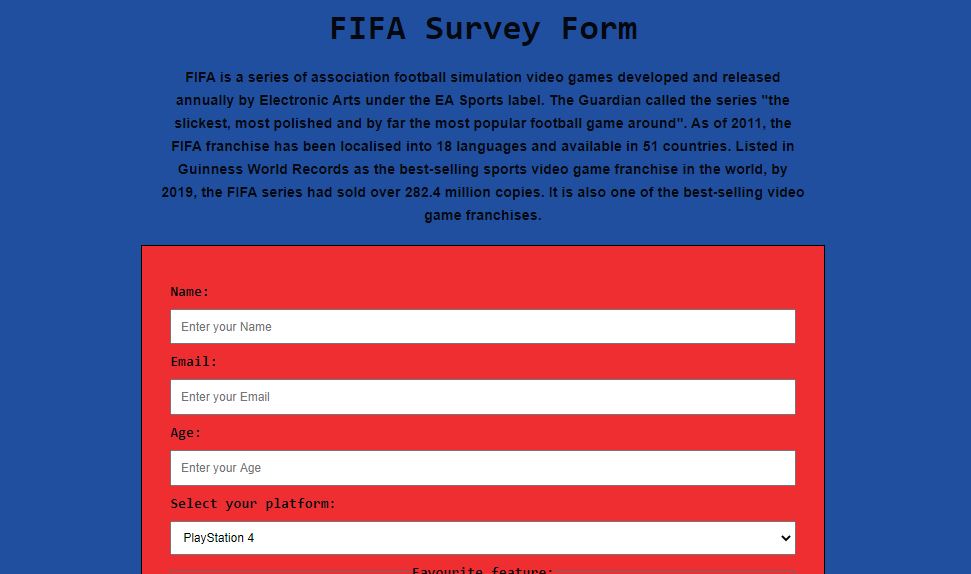 FIFA Survey Form
FIFA is a series of association football simulation video games developed and released
annually by Electronic Arts under the EA Sports label. The Guardian called the series "the
slickest, most polished and by far the most popular football game around". As of 2011, the
FIFA franchise has been localised into 18 languages and available in 51 countries. Listed in
Guinness World Records as the best-selling sports video game franchise in the world, by
2019, the FIFA series had sold over 282.4 million copies. It is also one of the best-selling video
game franchises.
Name:
Enter your Name
Email:
Enter your Email
Age:
Enter your Age
Select your platform:
PlayStation 4
Favourite feature: